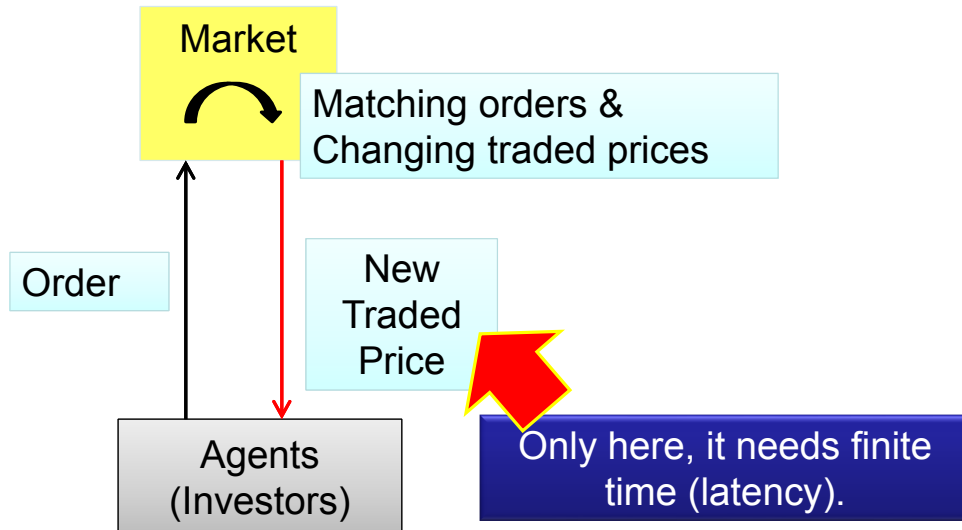 Market
Matching orders &
Changing traded prices
Order
New
Traded
Price
Agents
(Investors)
Only here, it needs finite
time (latency).